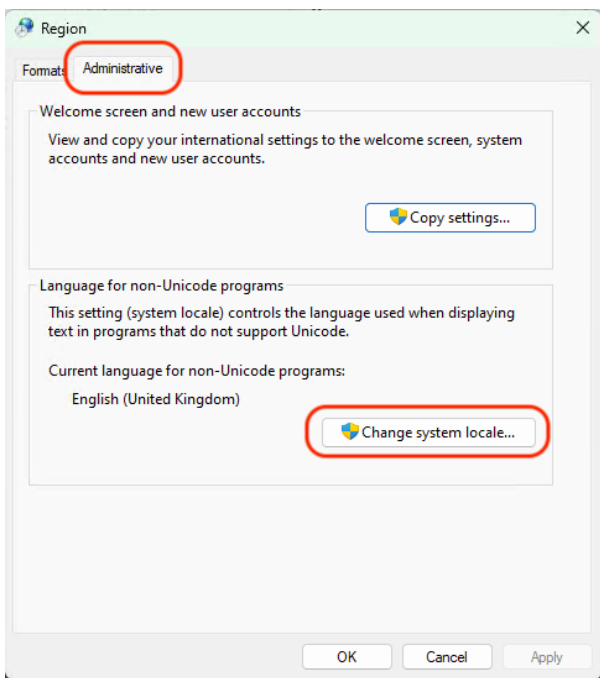 Region
Formats
Administrative
Welcome screen and new user accounts
View and copy your international settings to the welcome screen, system
accounts and new user accounts.
Copy settings...
Language for non-Unicode programs
This setting (system locale) controls the language used when displaying
text in programs that do not support Unicode.
Current language for non-Unicode programs:
English (United Kingdom)
Change system locale...
OK
Cancel
Apply